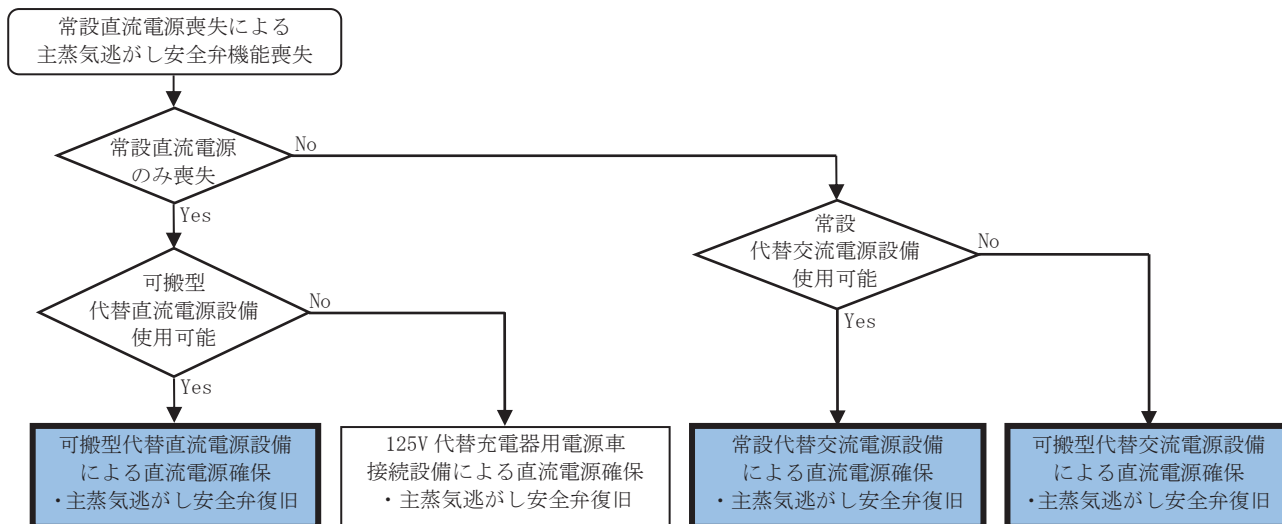 常設直流電源喪失による
主蒸気逃がし安全弁機能喪失
常設直流電源
のみ喪失
No
Yes
常設
代替交流電源設備
使用可能
No
Yes
可搬型
代替直流電源設備
使用可能
No
Yes
可搬型代替直流電源設備
による直流電源確保
・主蒸気逃がし安全弁復旧
125V 代替充電器用電源車
接続設備による直流電源確保
・主蒸気逃がし安全弁復旧
常設代替交流電源設備
による直流電源確保
・主蒸気逃がし安全弁復旧
可搬型代替交流電源設備
による直流電源確保
・主蒸気逃がし安全弁復旧